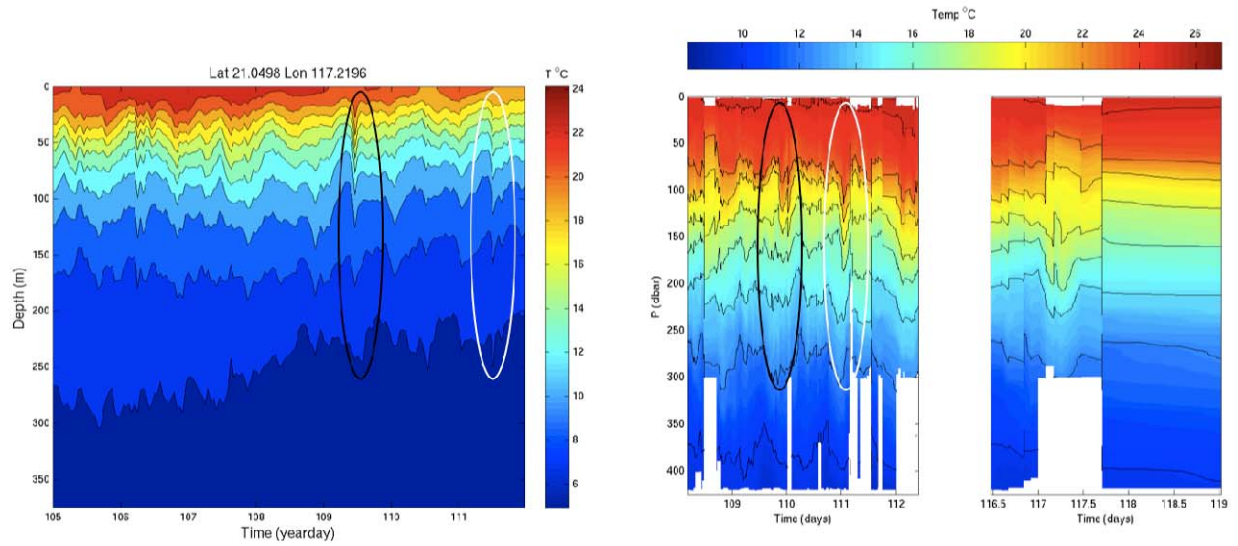 Lat 21.0498 Lon 117.2196
T °C
0
50
100
150
200
250
300
350
Depth (m)
105 106 107 108 109 110 111
Time (yearday)
24
22
20
18
16
14
12
10
8
6
Temp °C
10 12 14 16 18 20 22 24 26
0
50
100
150
200
250
300
350
400
P (dbar)
109 110 111 112
Time (days)
116.5 117 117.5 118 118.5 119
Time (days)